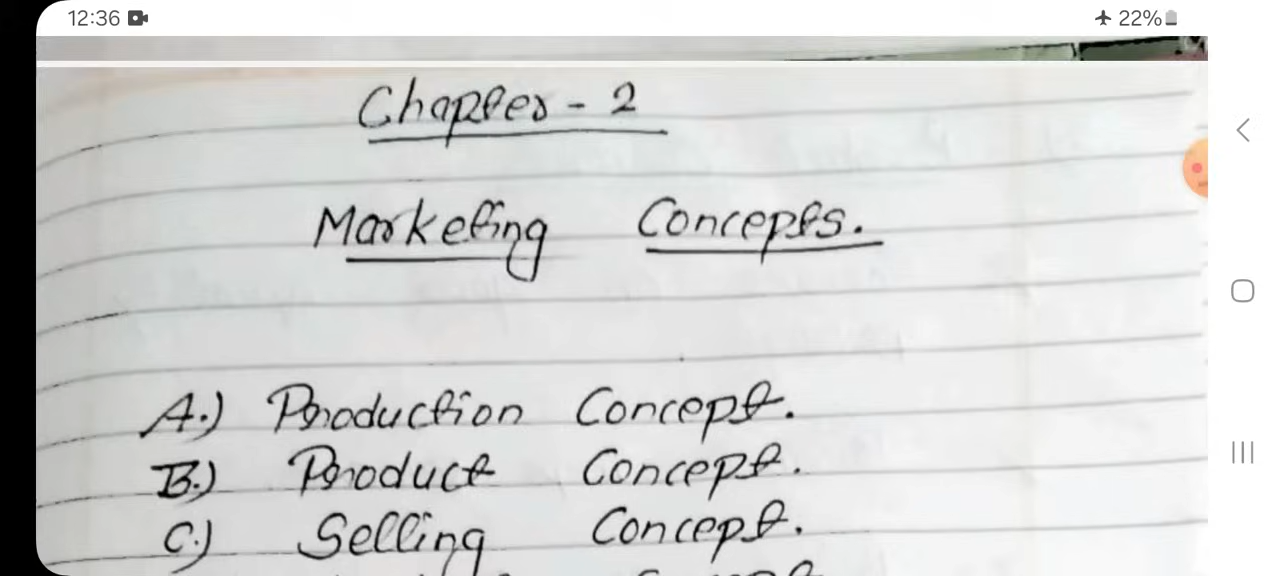 12:36
22%
Chapter - 2
Marketing Concepts.
A.) Production Concept.
B.) Product Concept.
C.) Selling Concept.